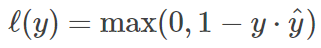 ℓ(y) = max(0, 1 − y · ŷ)